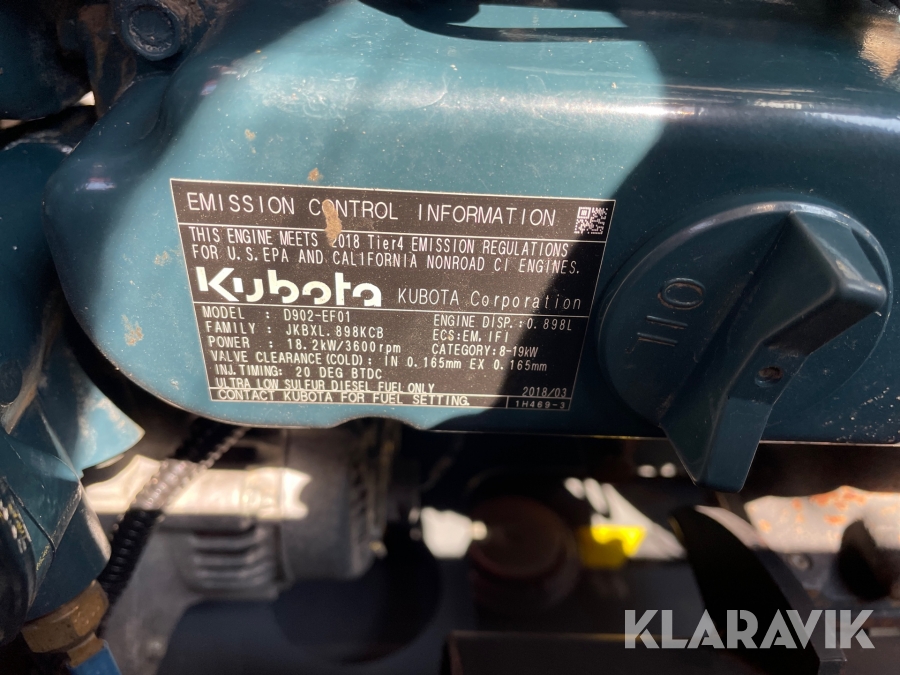 EMISSION CONTROL INFORMATION
THIS ENGINE MEETS 2018 Tier4 EMISSION REGULATIONS
FOR U.S.EPA AND CALIFORNIA NONROAD CI ENGINES.
Kubota KUBOTA Corporation
MODEL : D902-EF01 ENGINE DISP.:0.898L
FAMILY : JKBXL.898KCB ECS:EM,IFI
POWER : 18.2kW/3600rpm CATEGORY:8-19kW
VALVE CLEARANCE(COLD): IN 0.165mm EX 0.165mm
INJ.TIMING: 20 DEG BTDC
ULTRA LOW SULFUR DIESEL FUEL ONLY 2018/03
CONTACT KUBOTA FOR FUEL SETTING. 1H469-3
OIL
KLARAVIK